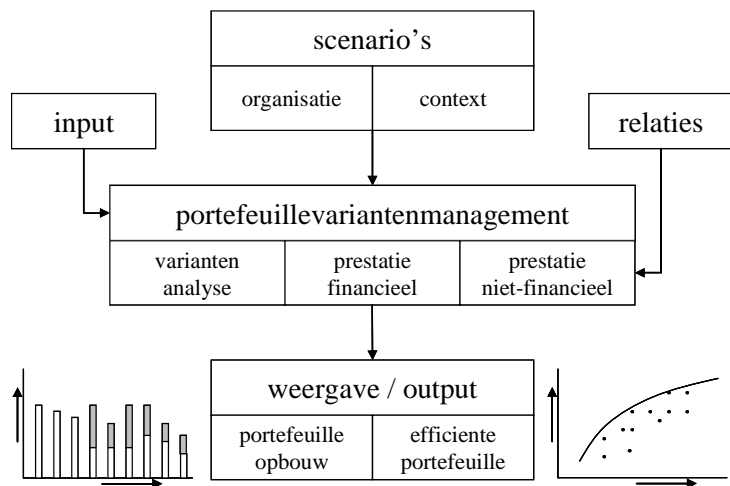 scenario's
organisatie
context
input
relaties
portefeuillevariantenmanagement
varianten
analyse
prestatie
financieel
prestatie
niet-financieel
weergave / output
portefeuille
opbouw
efficiente
portefeuille